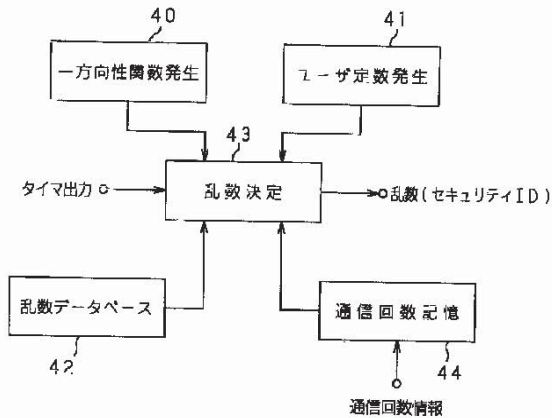 40
一方向性関数発生
41
ユーザ定数発生
43
乱数決定
タイマ出力
乱数(セキュリティID)
乱数データベース
42
通信回数記憶
44
通信回数情報